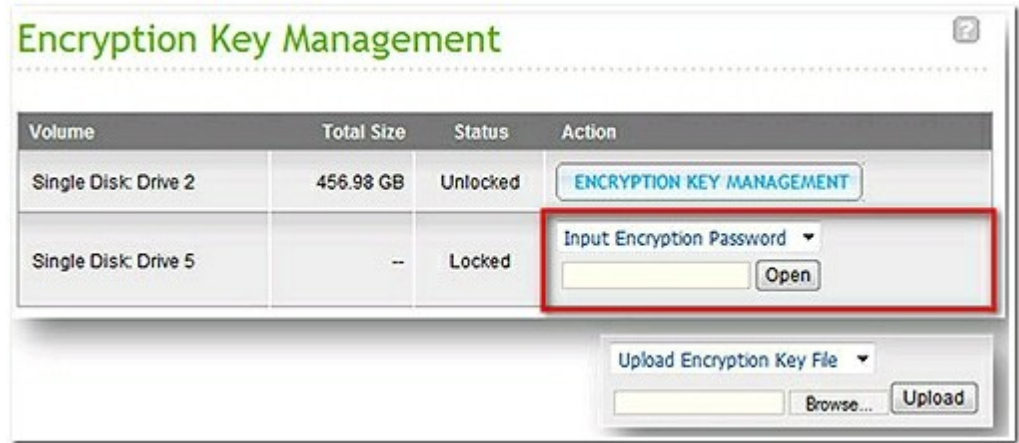 Encryption Key Management ?
Volume Total Size Status Action
Single Disk: Drive 2 456.98 GB Unlocked ENCRYPTION KEY MANAGEMENT
Input Encryption Password
Single Disk: Drive 5 -- Locked
Open
Upload Encryption Key File
Browse... Upload